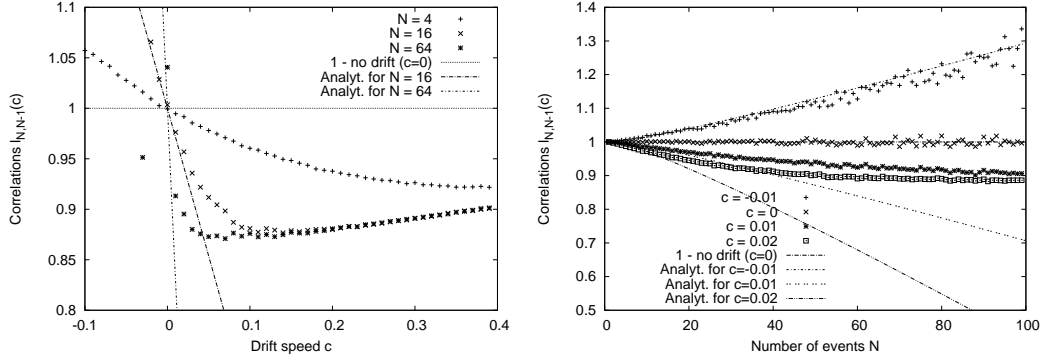 Correlations I_{N,N-1}(c)
1.1
1.05
1
0.95
0.9
0.85
0.8
-0.1
0
0.1
0.2
0.3
0.4
Drift speed c
N = 4
N = 16
N = 64
1 - no drift (c=0)
Analyt. for N = 16
Analyt. for N = 64
Correlations I_{N,N-1}(c)
1.4
1.3
1.2
1.1
1
0.9
0.8
0.7
0.6
0.5
0
20
40
60
80
100
Number of events N
c = -0.01
c = 0
c = 0.01
c = 0.02
1 - no drift (c=0)
Analyt. for c=-0.01
Analyt. for c=0.01
Analyt. for c=0.02